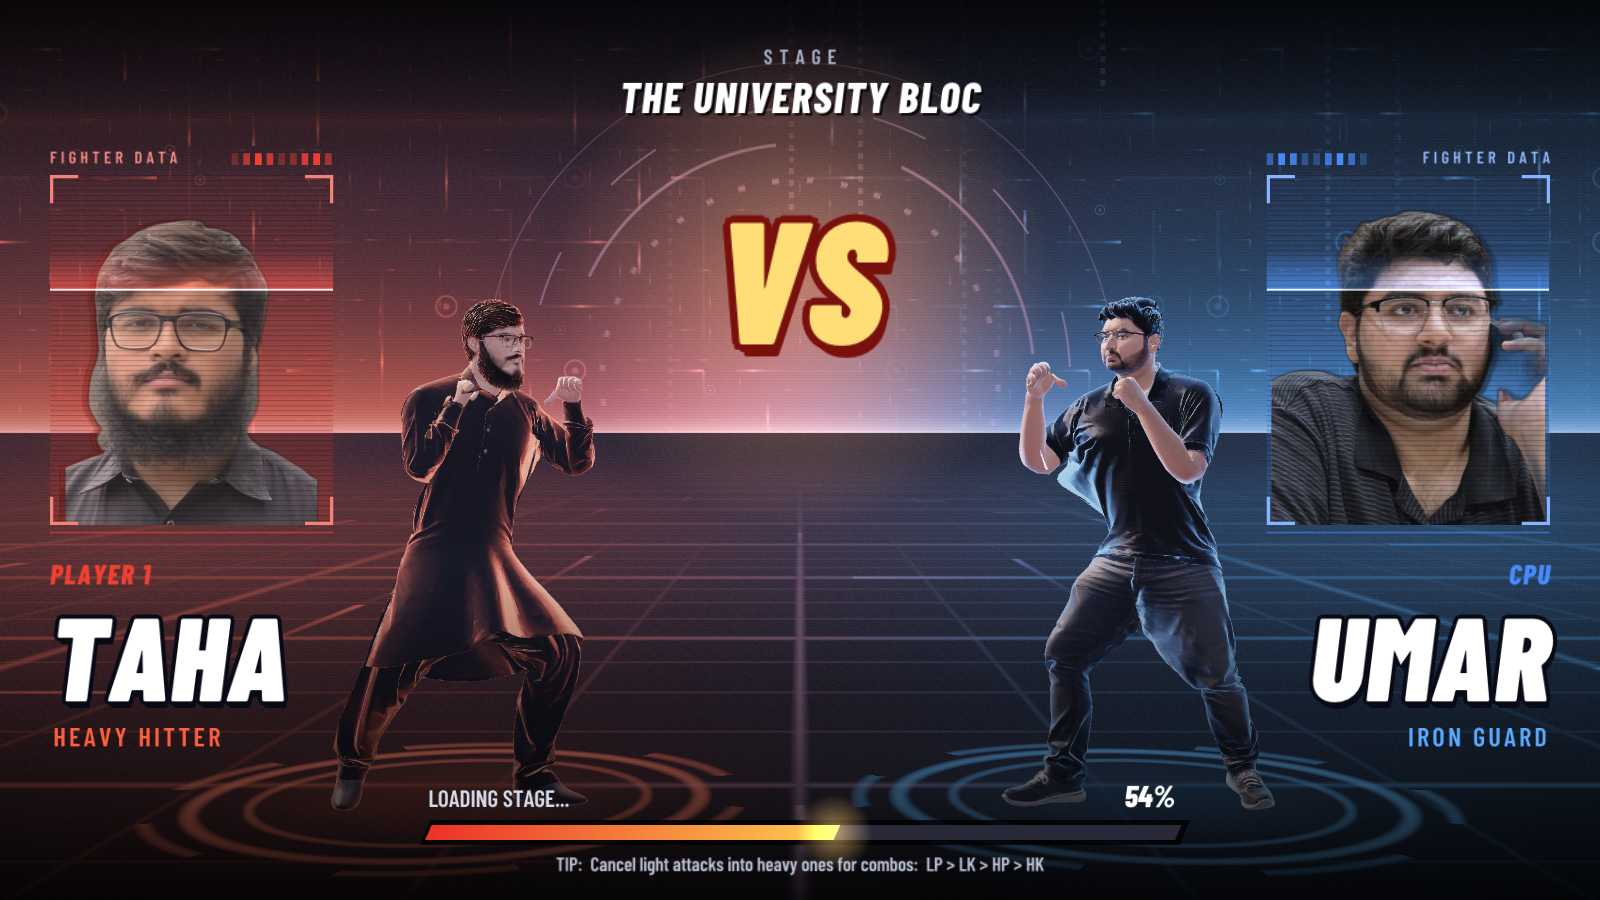 STAGE
THE UNIVERSITY BLOC
FIGHTER DATA
FIGHTER DATA
VS
PLAYER 1
CPU
TAHA
UMAR
HEAVY HITTER
IRON GUARD
LOADING STAGE...
54%
TIP: Cancel light attacks into heavy ones for combos: LP > LK > HP > HK